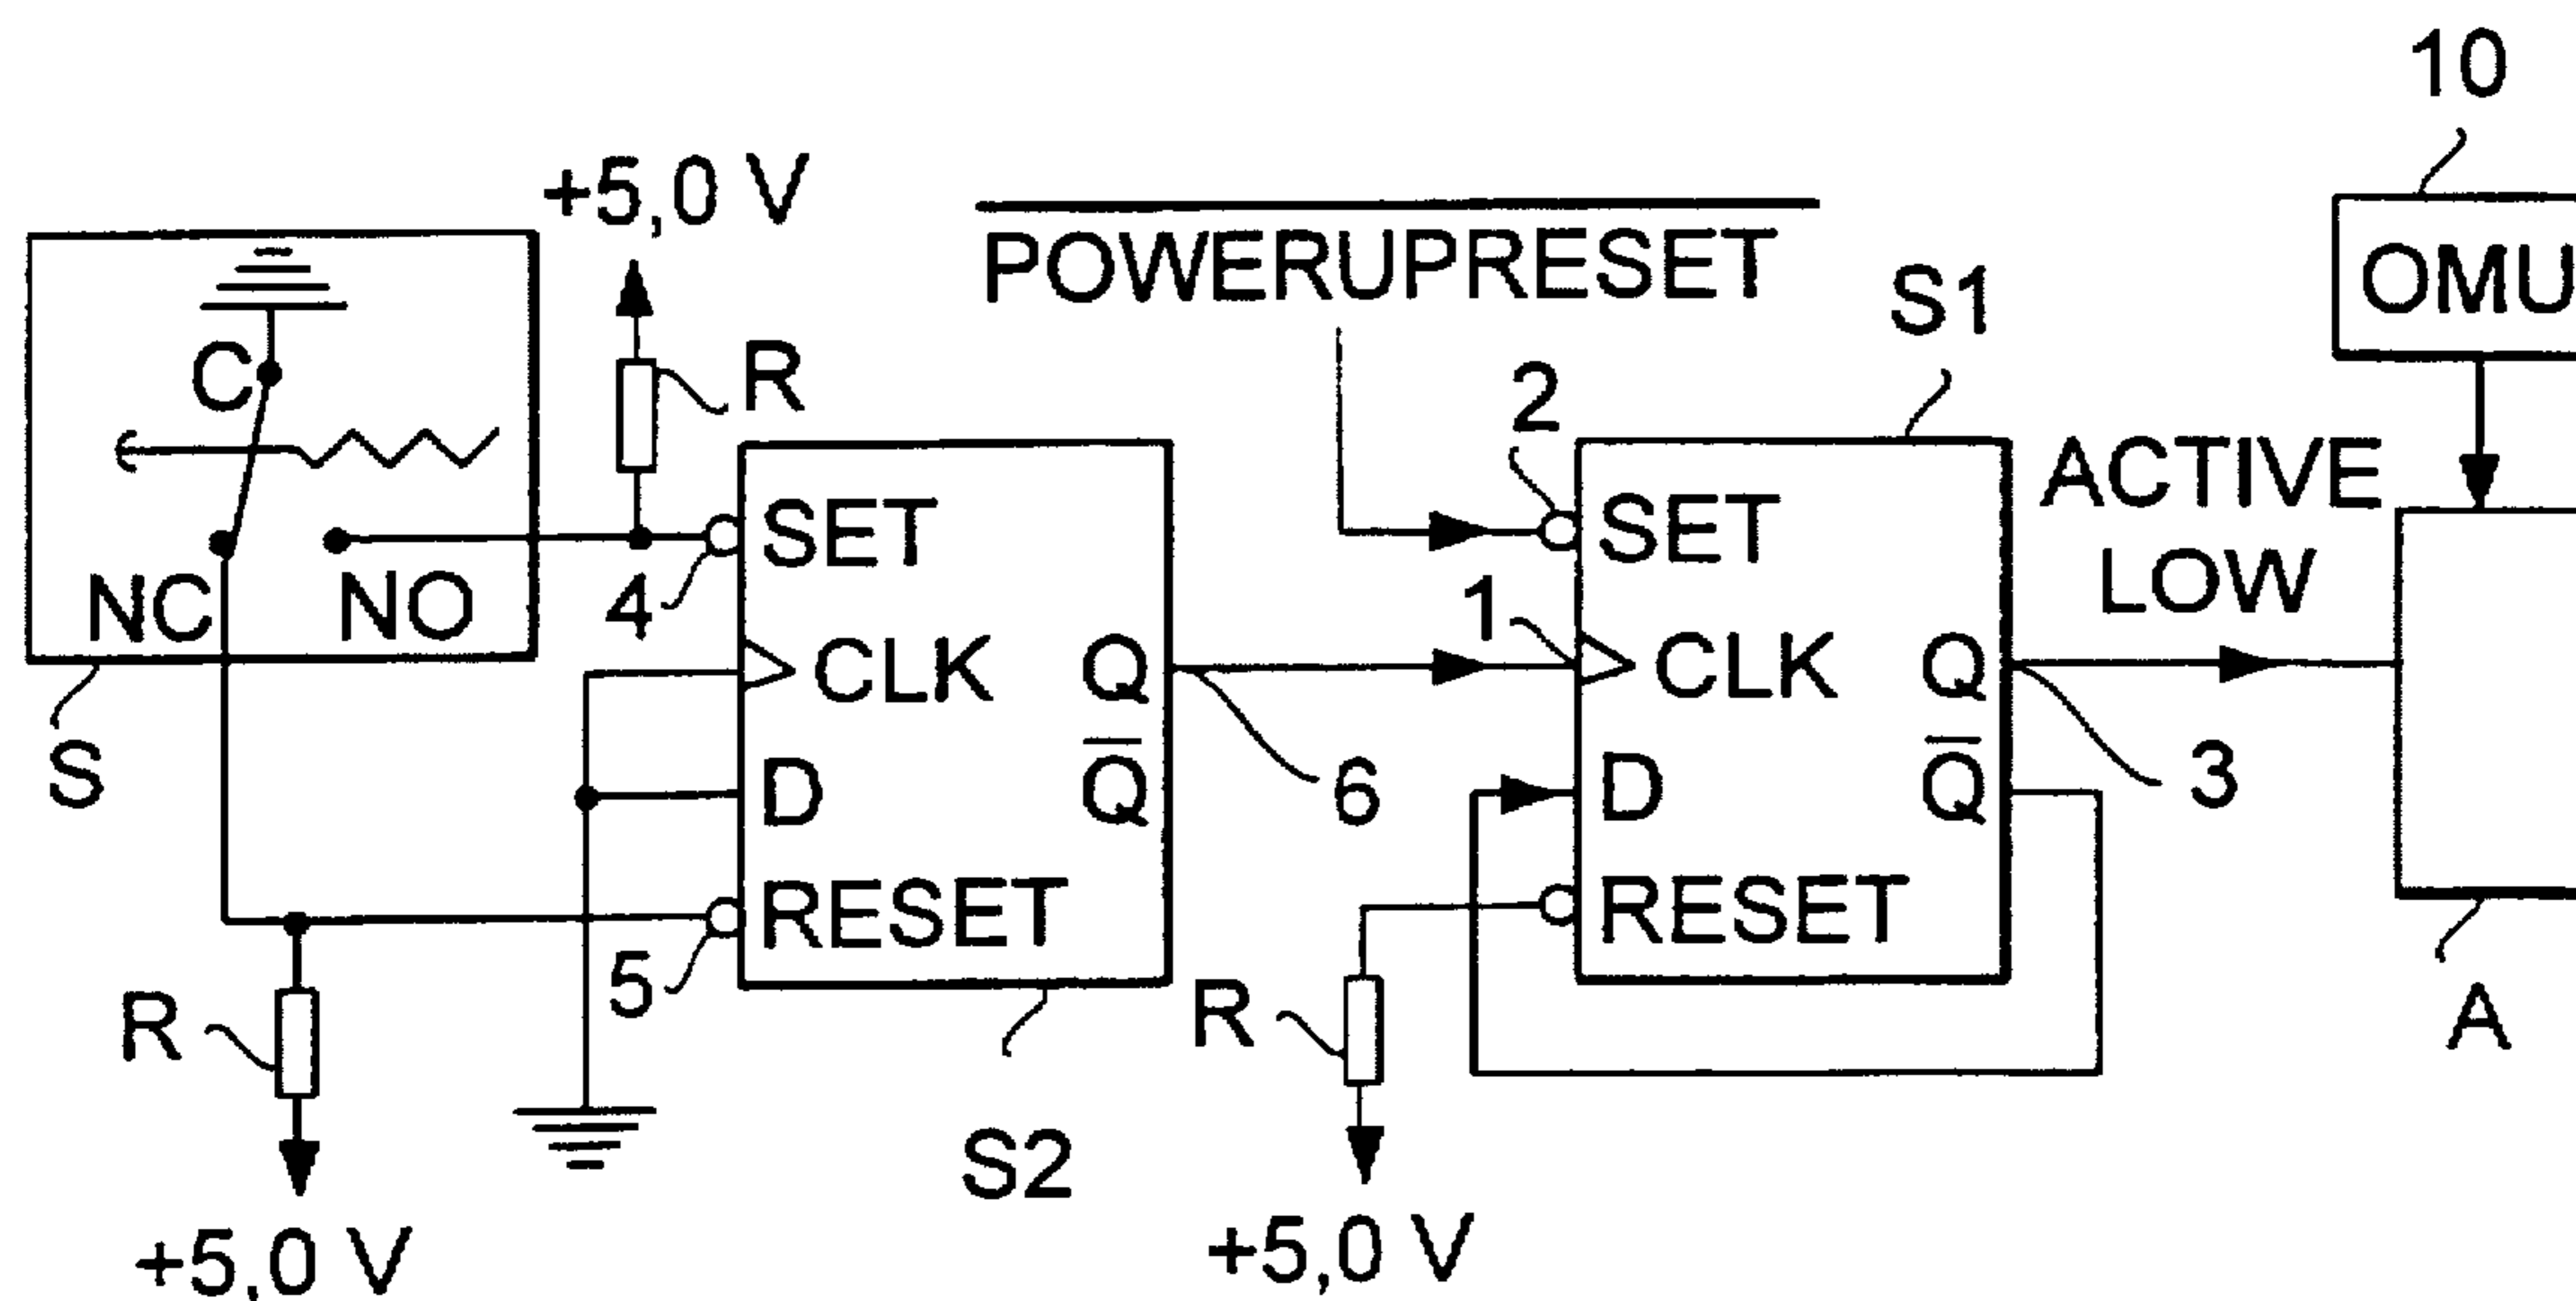 10
+5,0 V
POWERUPRESET
OMU
S1
C
R
2
ACTIVE
LOW
NC
NO
4
SET
CLK
Q
D
Q
RESET
1
SET
CLK
Q
D
Q
RESET
S
6
3
5
R
R
A
S2
+5,0 V
+5,0 V